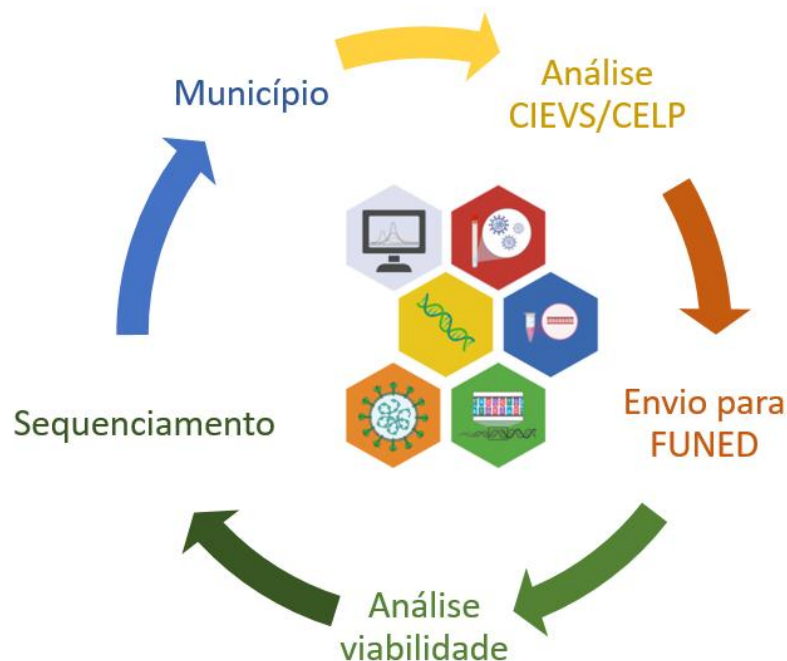 Município
Análise
CIEVS/CELP
Envio para
FUNED
Análise
viabilidade
Sequenciamento